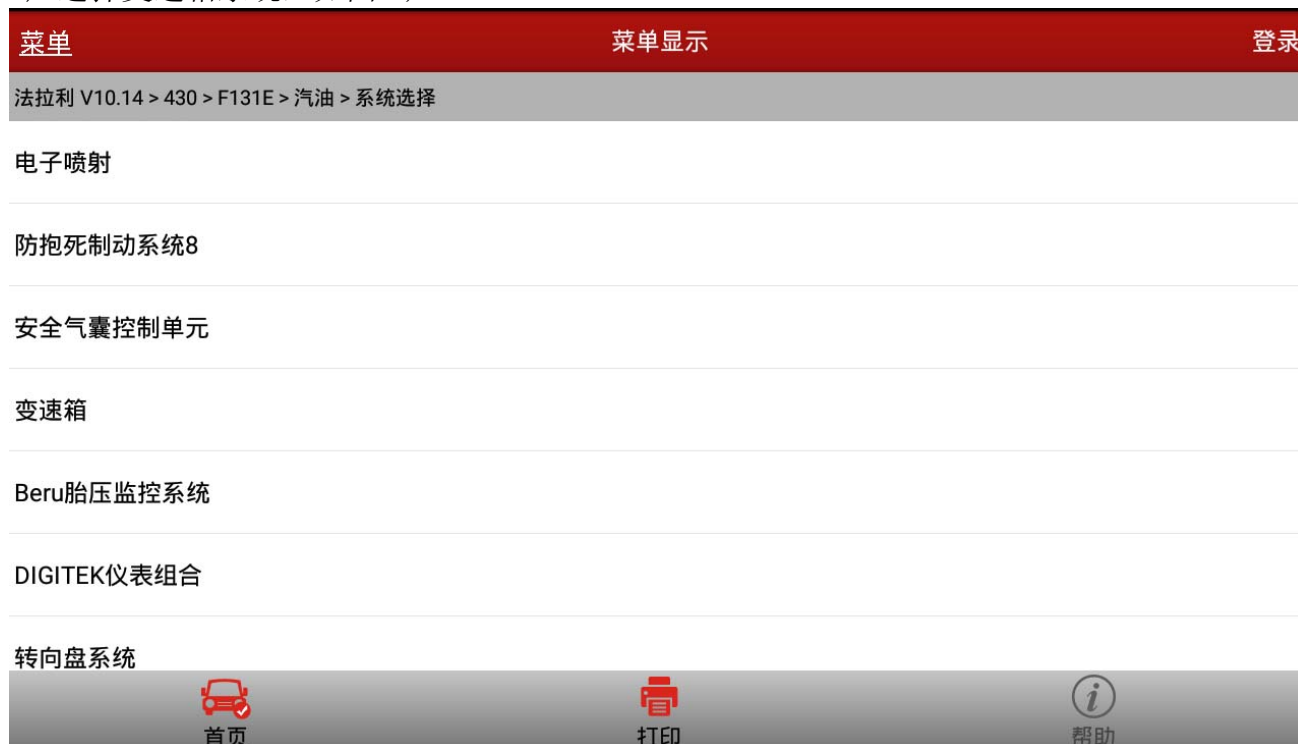 菜单 菜单显示 登录
法拉利 V10.14 > 430 > F131E > 汽油 > 系统选择
电子喷射
防抱死制动系统8
安全气囊控制单元
变速箱
Beru胎压监控系统
DIGITEK仪表组合
转向盘系统
首页 打印 帮助